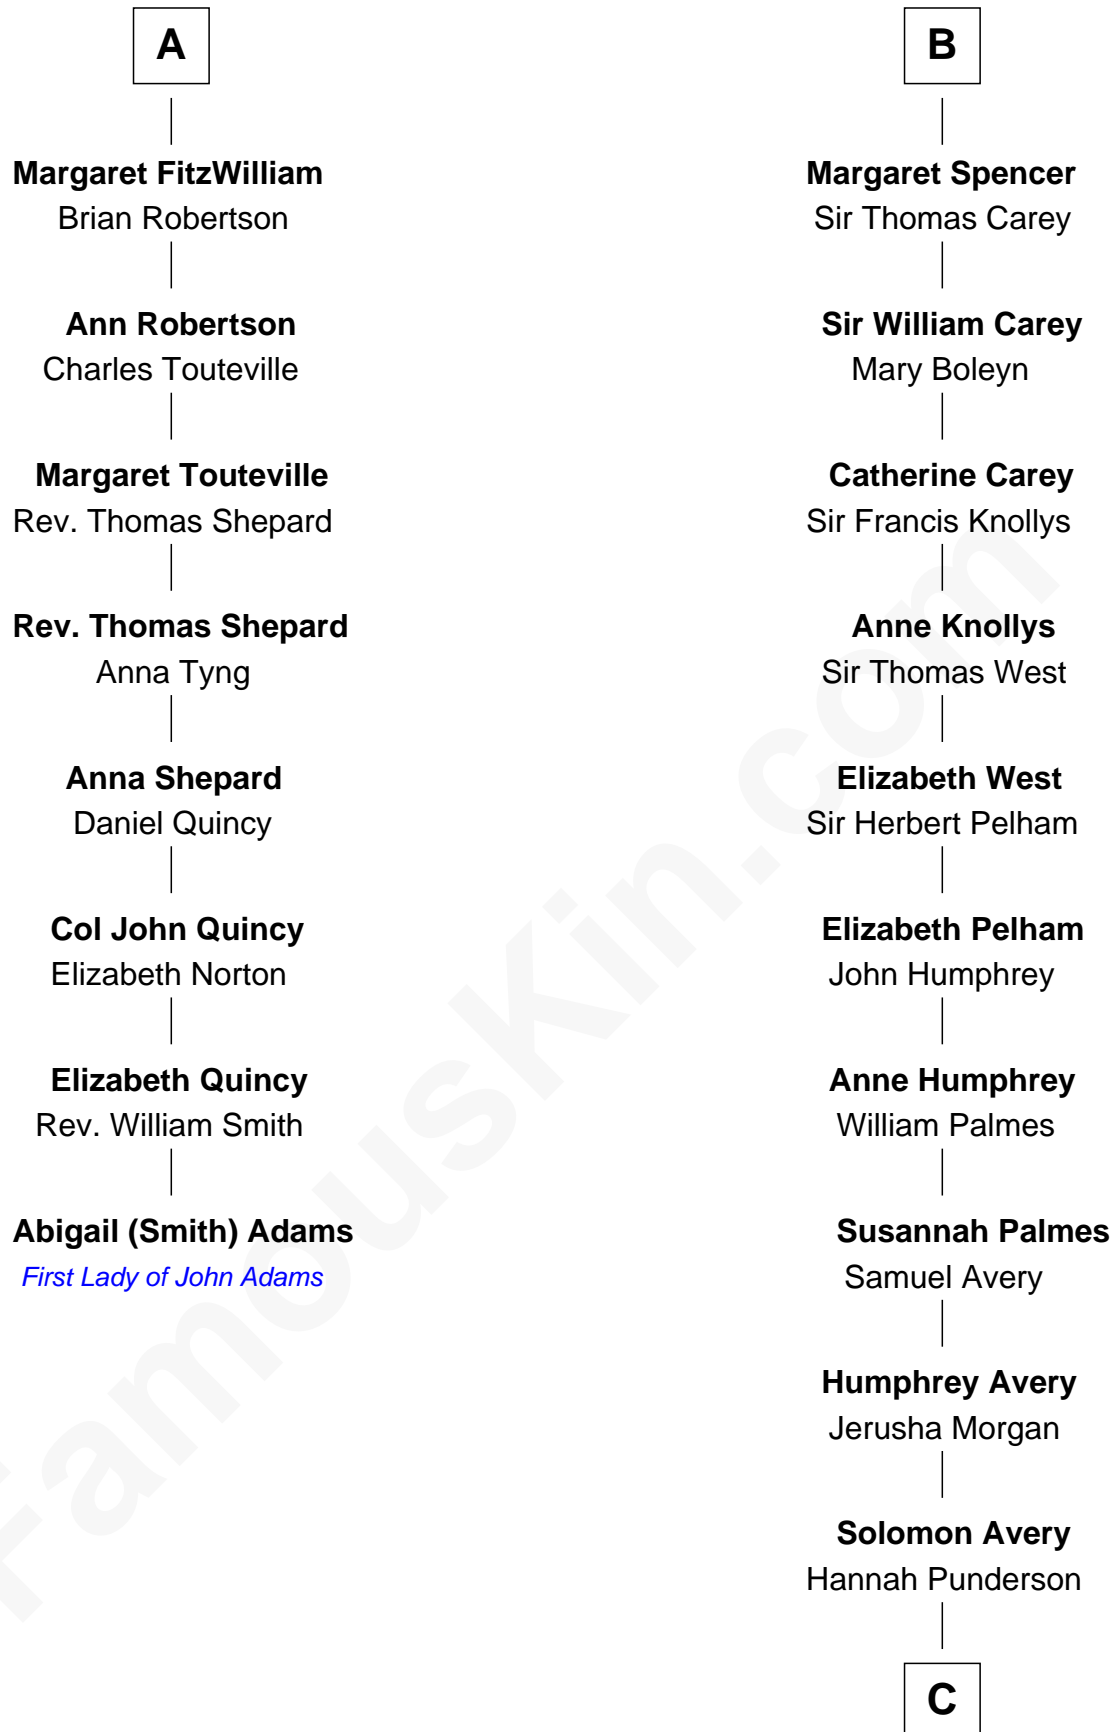 A
Margaret FitzWilliam
Brian Robertson
Ann Robertson
Charles Touteville
Margaret Touteville
Rev. Thomas Shepard
Rev. Thomas Shepard
Anna Tyng
Anna Shepard
Daniel Quincy
Col John Quincy
Elizabeth Norton
Elizabeth Quincy
Rev. William Smith
Abigail (Smith) Adams
First Lady of John Adams
B
Margaret Spencer
Sir Thomas Carey
Sir William Carey
Mary Boleyn
Catherine Carey
Sir Francis Knollys
Anne Knollys
Sir Thomas West
Elizabeth West
Sir Herbert Pelham
Elizabeth Pelham
John Humphrey
Anne Humphrey
William Palmes
Susannah Palmes
Samuel Avery
Humphrey Avery
Jerusha Morgan
Solomon Avery
Hannah Punderson
C
FamousKin.com